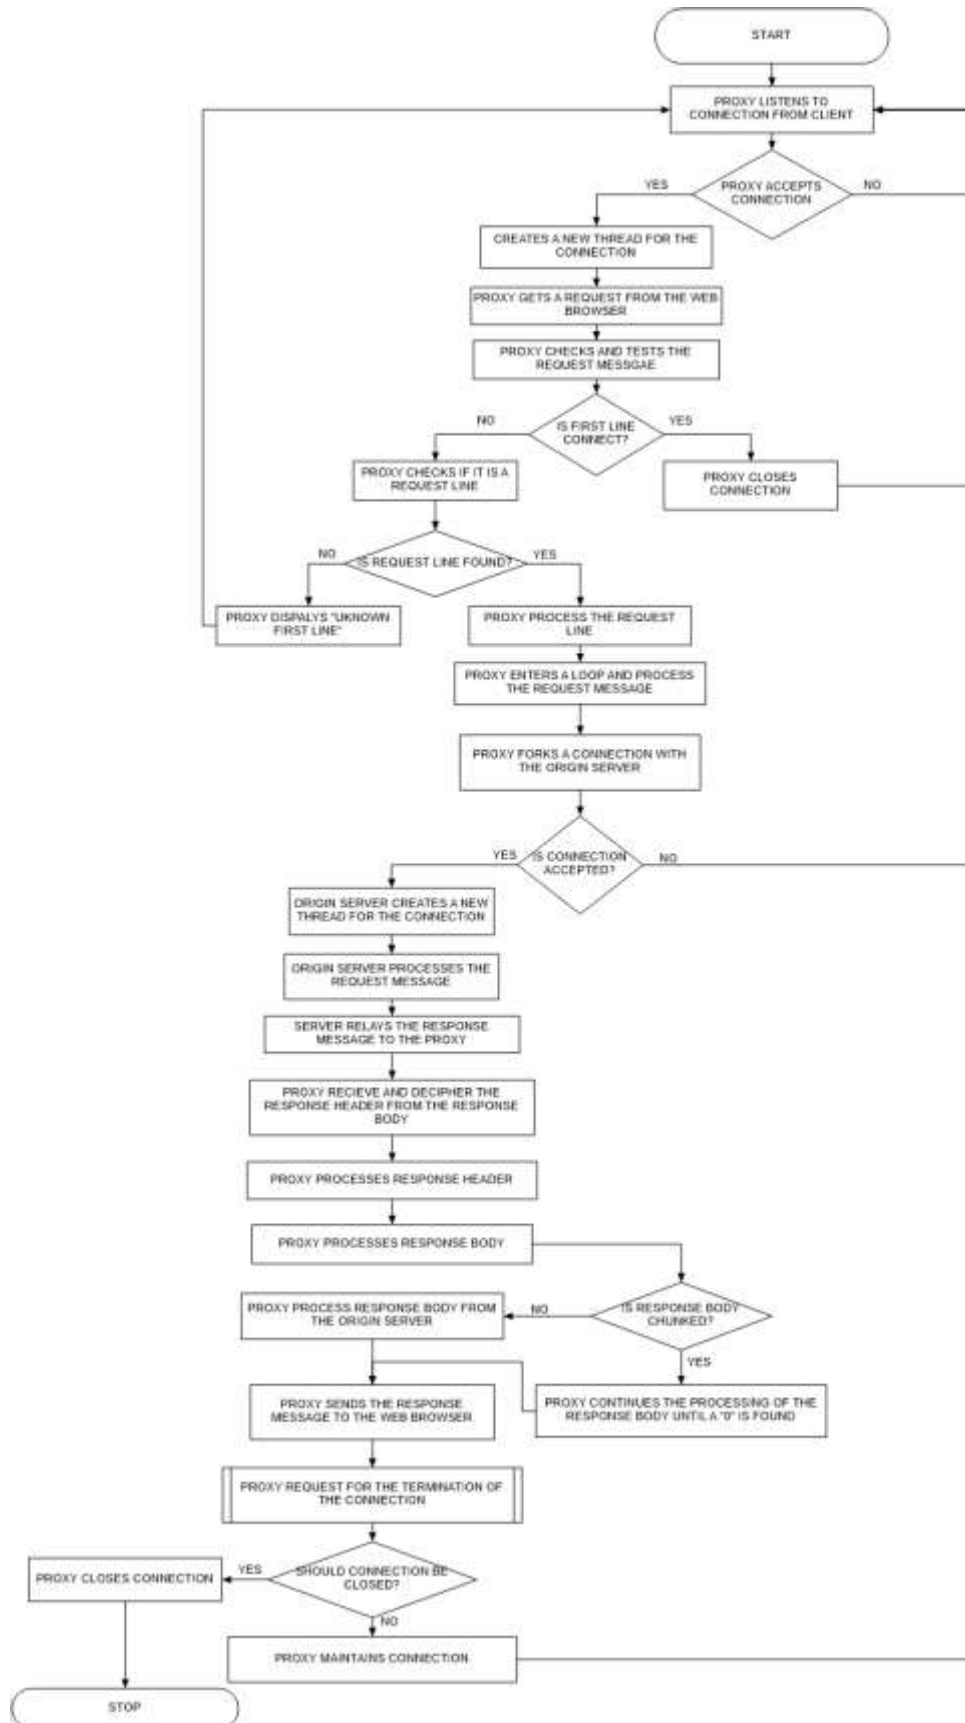 START
PROXY LISTENS TO
CONNECTION FROM CLIENT
YES
PROXY ACCEPTS
CONNECTION
NO
CREATES A NEW THREAD FOR THE
CONNECTION
PROXY GETS A REQUEST FROM THE WEB
BROWSER
PROXY CHECKS AND TESTS THE
REQUEST MESSGAE
NO
IS FIRST LINE
CONNECT?
YES
PROXY CHECKS IF IT IS A
REQUEST LINE
PROXY CLOSES
CONNECTION
NO
IS REQUEST LINE FOUND?
YES
PROXY DISPALYS "UKNOWN
FIRST LINE"
PROXY PROCESS THE REQUEST
LINE
PROXY ENTERS A LOOP AND PROCESS
THE REQUEST MESSAGE
PROXY FORKS A CONNECTION WITH
THE ORIGIN SERVER
YES
IS CONNECTION
ACCEPTED?
NO
ORIGIN SERVER CREATES A NEW
THREAD FOR THE CONNECTION
ORIGIN SERVER PROCESSES THE
REQUEST MESSAGE
SERVER RELAYS THE RESPONSE
MESSAGE TO THE PROXY
PROXY RECIEVE AND DECIPHER THE
RESPONSE HEADER FROM THE RESPONSE
BODY
PROXY PROCESSES RESPONSE HEADER
PROXY PROCESSES RESPONSE BODY
PROXY PROCESS RESPONSE BODY FROM
THE ORIGIN SERVER
NO
IS RESPONSE BODY
CHUNKED?
YES
PROXY SENDS THE RESPONSE
MESSAGE TO THE WEB BROWSER
PROXY CONTINUES THE PROCESSING OF THE
RESPONSE BODY UNTIL A "0" IS FOUND
PROXY REQUEST FOR THE TERMINATION OF
THE CONNECTION
PROXY CLOSES CONNECTION
YES
SHOULD CONNECTION BE
CLOSED?
NO
PROXY MAINTAINS CONNECTION
STOP